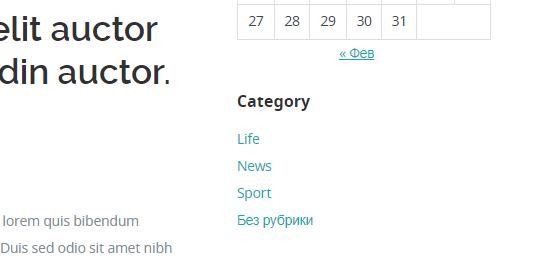 elit auctor
din auctor.
lorem quis bibendum
Duis sed odio sit amet nibh
27 28 29 30 31
« Фев
Category
Life
News
Sport
Без рубрики